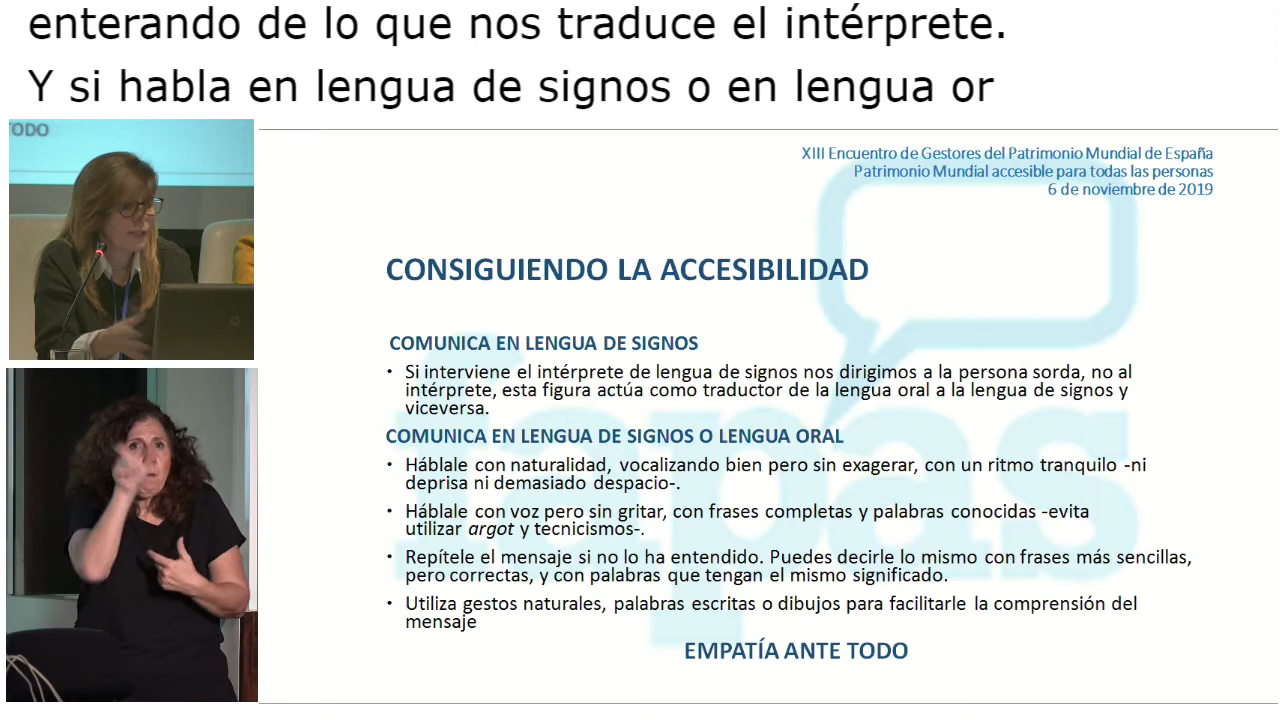 enterando de lo que nos traduce el intérprete.
Y si habla en lengua de signos o en lengua or
TODO
XIII Encuentro de Gestores del Patrimonio Mundial de España
Patrimonio Mundial accesible para todas las personas
6 de noviembre de 2019
CONSIGUIENDO LA ACCESIBILIDAD
COMUNICA EN LENGUA DE SIGNOS
• Si interviene el intérprete de lengua de signos nos dirigimos a la persona sorda, no al
intérprete, esta figura actúa como traductor de la lengua oral a la lengua de signos y
viceversa.
COMUNICA EN LENGUA DE SIGNOS O LENGUA ORAL
• Háblale con naturalidad, vocalizando bien pero sin exagerar, con un ritmo tranquilo -ni
deprisa ni demasiado despacio-.
• Háblale con voz pero sin gritar, con frases completas y palabras conocidas -evita
utilizar argot y tecnicismos-.
• Repítele el mensaje si no lo ha entendido. Puedes decirle lo mismo con frases más sencillas,
pero correctas, y con palabras que tengan el mismo significado.
• Utiliza gestos naturales, palabras escritas o dibujos para facilitarle la comprensión del
mensaje
EMPATÍA ANTE TODO
fapas